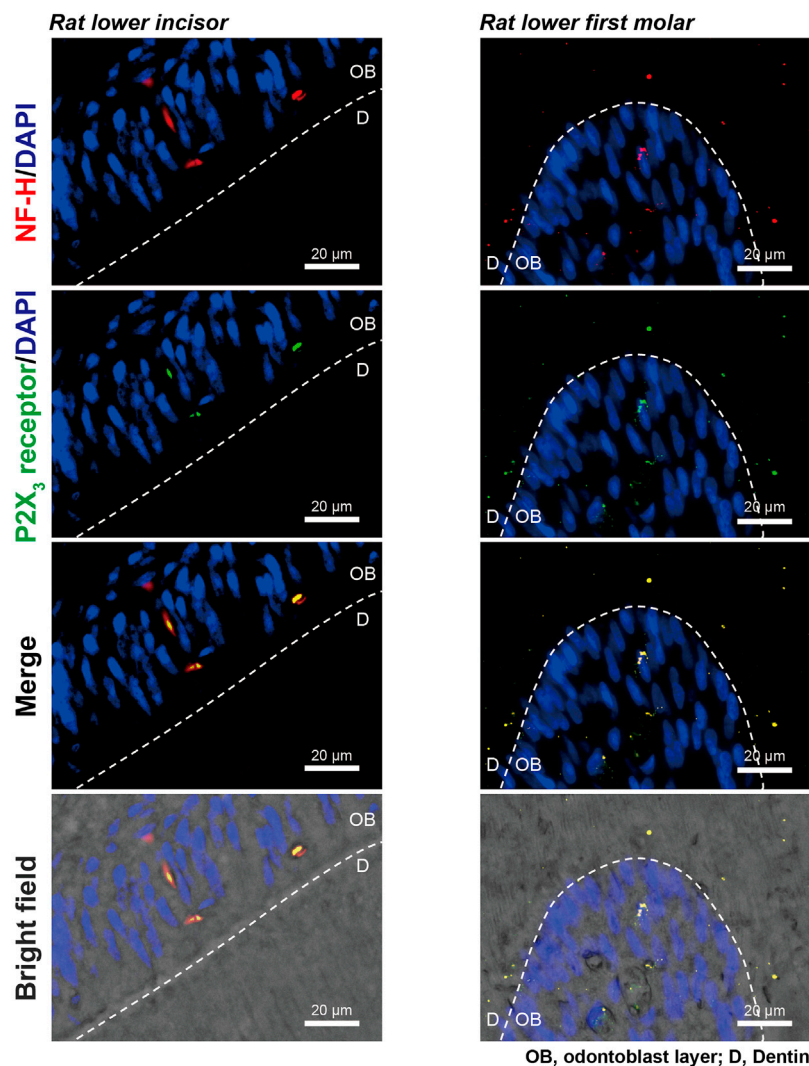 Rat lower incisor
Rat lower first molar
NF-H/DAPI
OB
D
20 µm
D
OB
20 µm
P2X₃ receptor/DAPI
OB
D
20 µm
D
OB
20 µm
Merge
OB
D
20 µm
D
OB
20 µm
Bright field
OB
D
20 µm
D
OB
20 µm
OB, odontoblast layer; D, Dentin